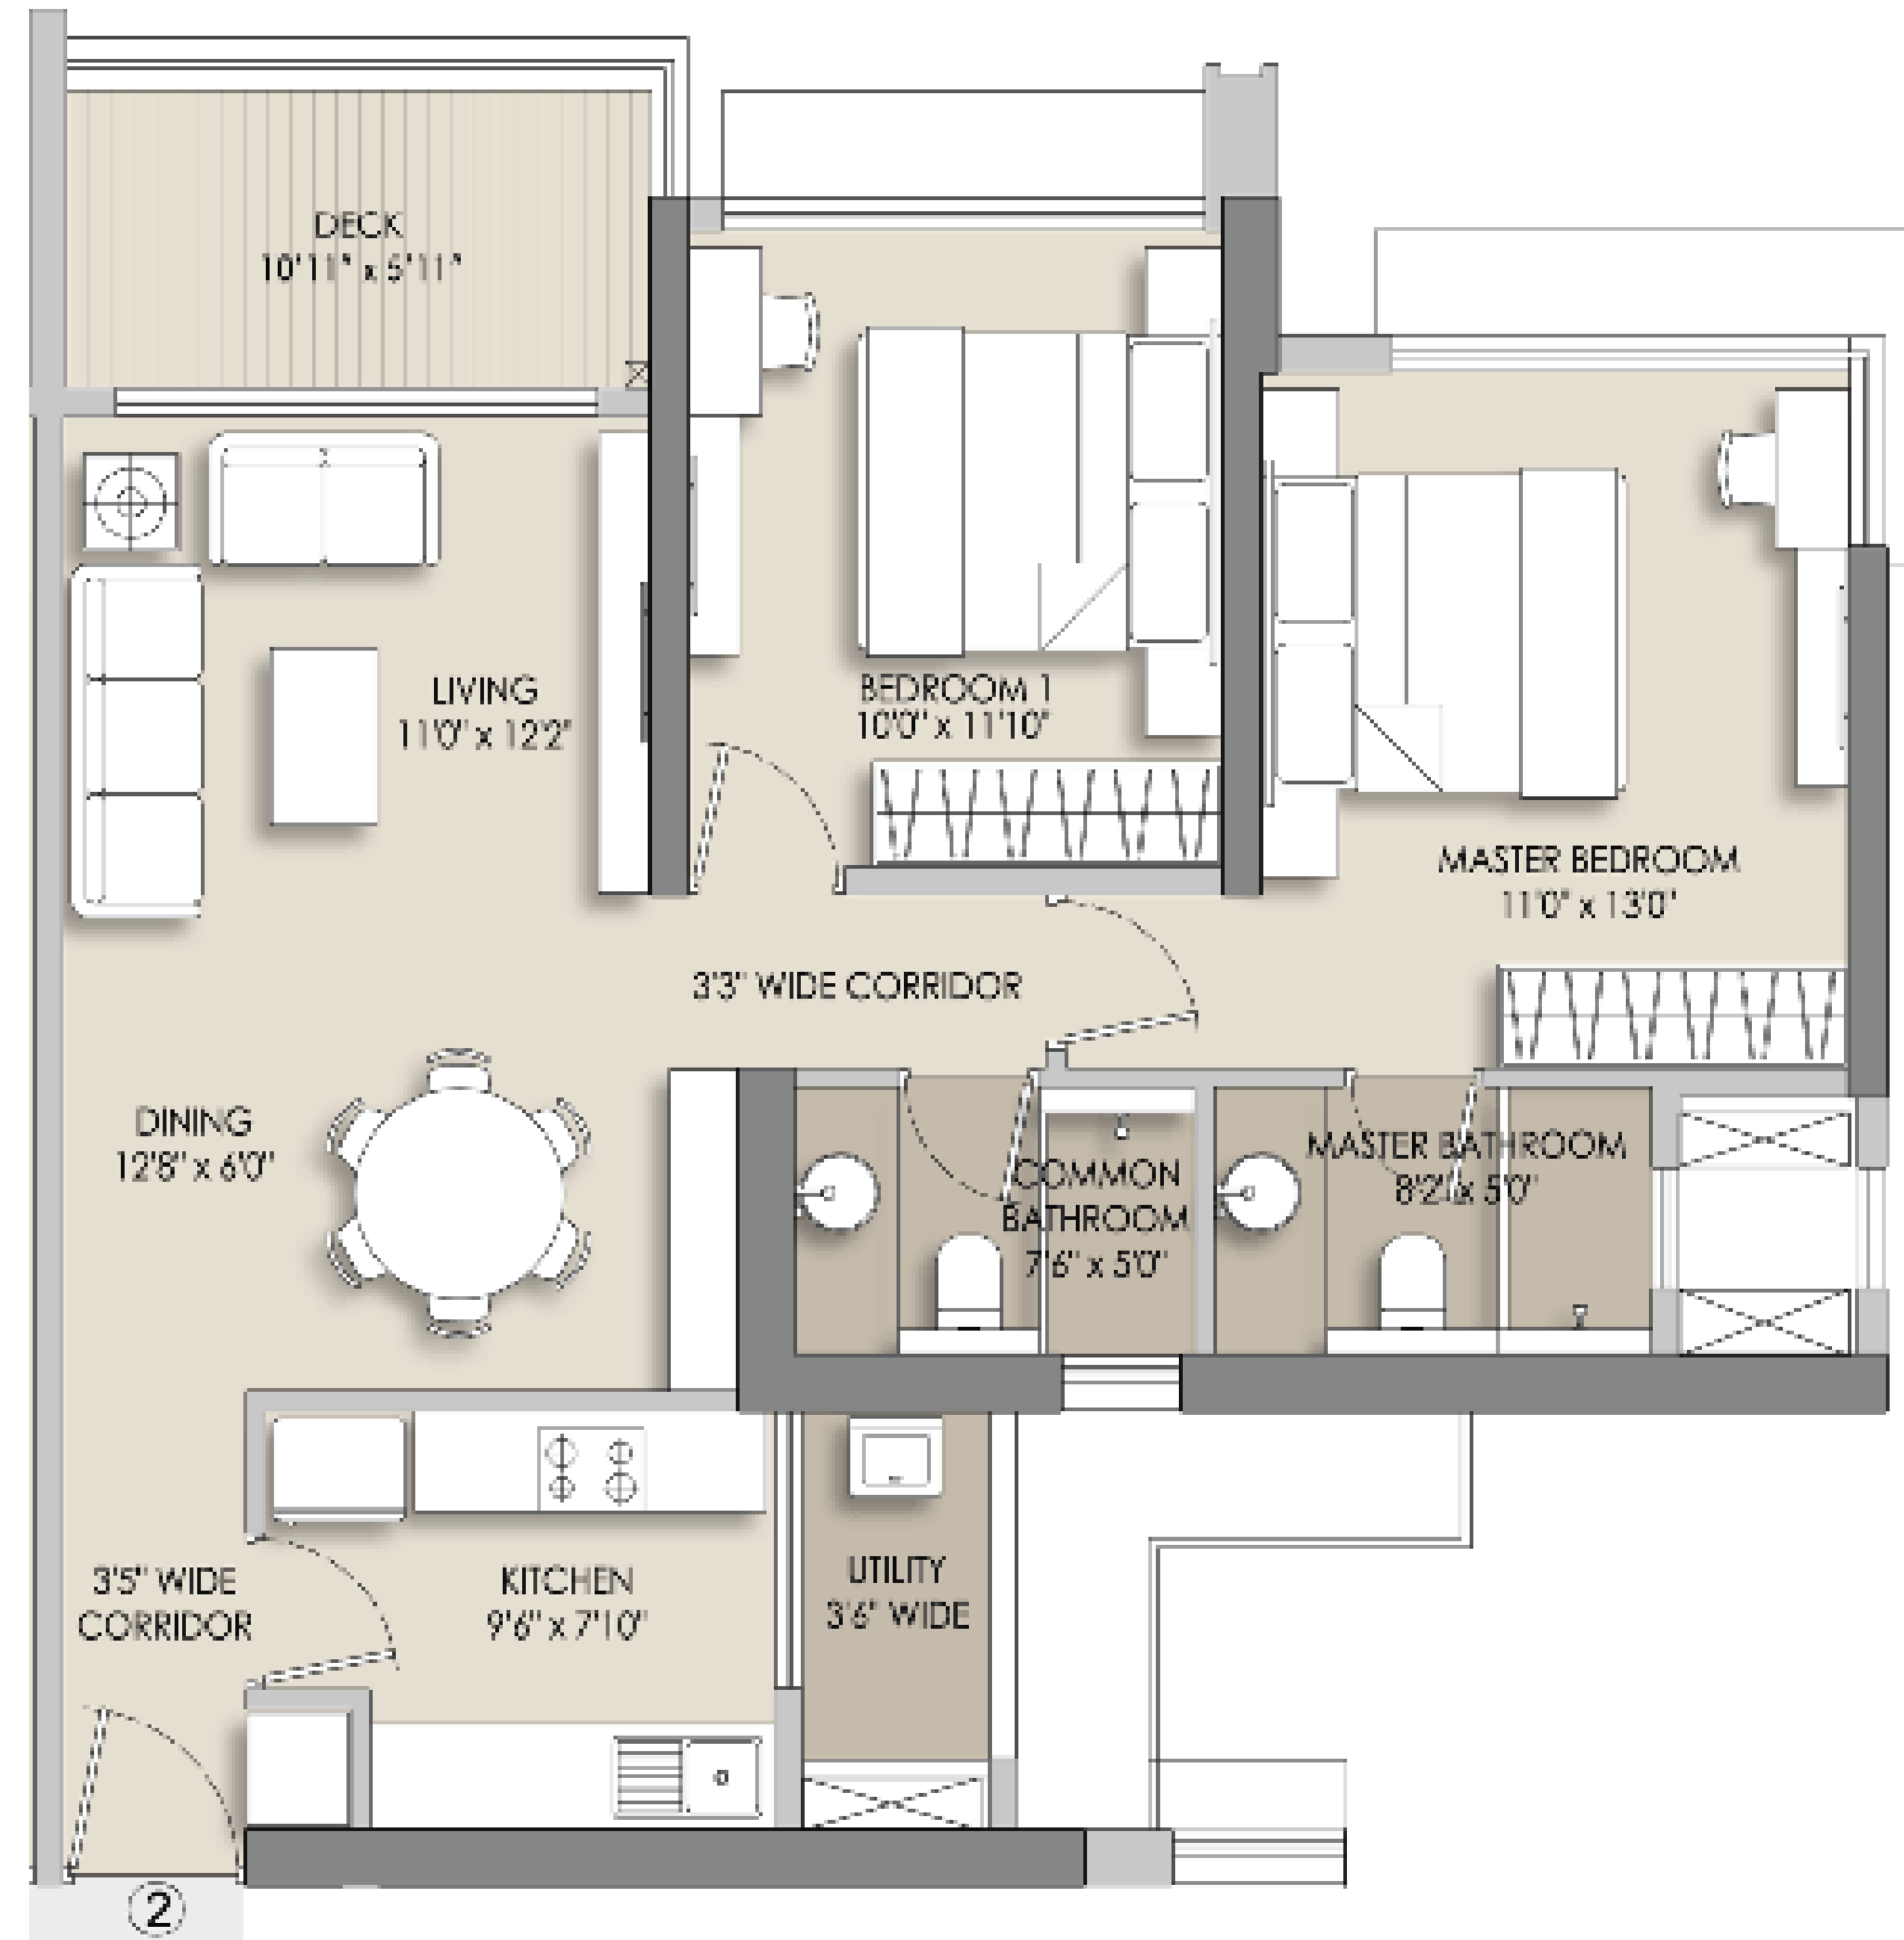 DECK
10'11" x 5'11"
LIVING
11'0" x 12'2"
BEDROOM 1
10'0" x 11'10"
MASTER BEDROOM
11'0" x 13'0"
3'3" WIDE CORRIDOR
DINING
12'8" x 6'0"
COMMON
BATHROOM
7'6" x 5'0"
MASTER BATHROOM
8'2" x 5'0"
3'5" WIDE
CORRIDOR
KITCHEN
9'6" x 7'10"
UTILITY
3'6" WIDE
2